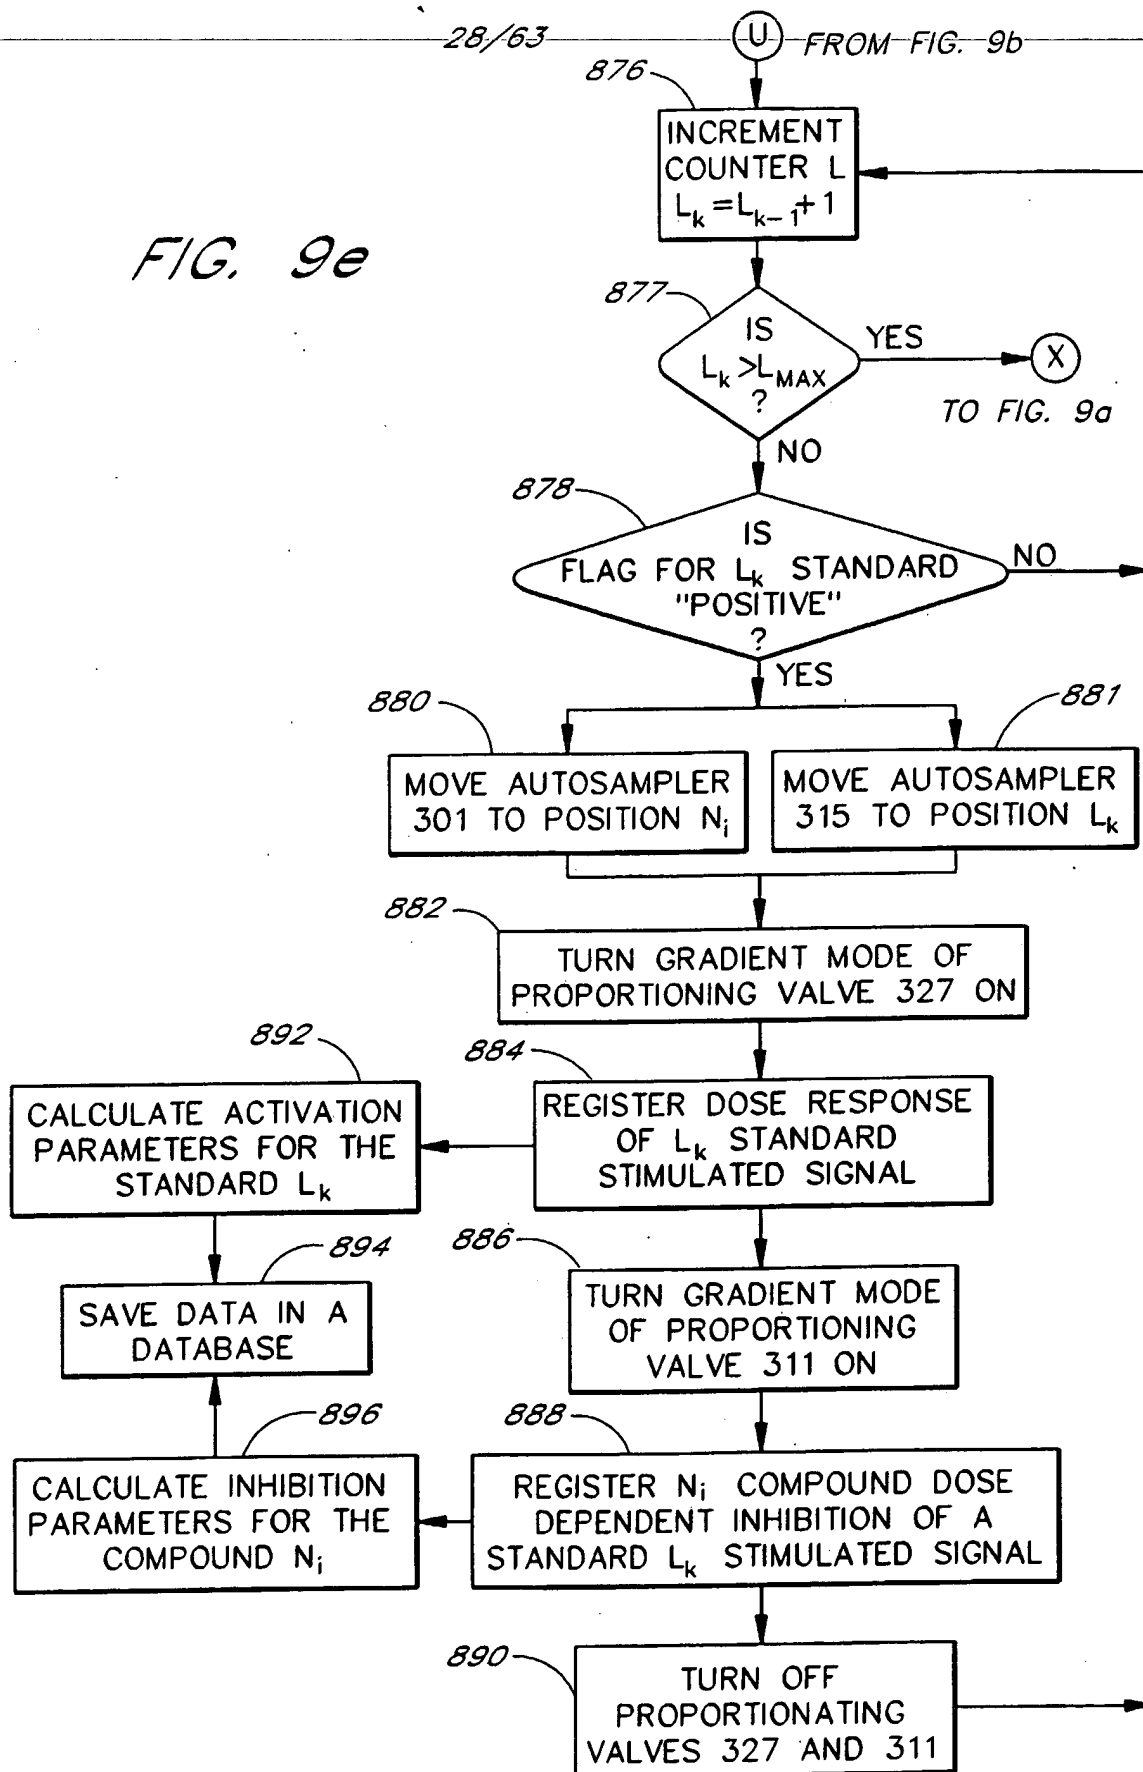 28/63
U
FROM FIG. 9b
876
INCREMENT
COUNTER L
L_k = L_{k-1} + 1
FIG. 9e
877
IS
L_k > L_MAX
?
YES
X
TO FIG. 9a
NO
878
IS
FLAG FOR L_k STANDARD
"POSITIVE"
?
NO
YES
880
MOVE AUTOSAMPLER
301 TO POSITION N_i
881
MOVE AUTOSAMPLER
315 TO POSITION L_k
882
TURN GRADIENT MODE OF
PROPORTIONING VALVE 327 ON
892
CALCULATE ACTIVATION
PARAMETERS FOR THE
STANDARD L_k
884
REGISTER DOSE RESPONSE
OF L_k STANDARD
STIMULATED SIGNAL
894
SAVE DATA IN A
DATABASE
886
TURN GRADIENT MODE
OF PROPORTIONING
VALVE 311 ON
896
CALCULATE INHIBITION
PARAMETERS FOR THE
COMPOUND N_i
888
REGISTER N_i COMPOUND DOSE
DEPENDENT INHIBITION OF A
STANDARD L_k STIMULATED SIGNAL
890
TURN OFF
PROPORTIONATING
VALVES 327 AND 311